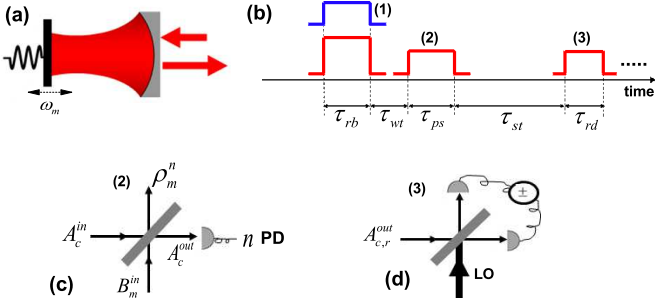 (a)
ω_m
(b)
(1)
(2)
(3)
.....
time
τ_rb τ_wt τ_ps τ_st τ_rd
(2)
ρ_m^n
A_c^in
A_c^out
n PD
B_m^in
(c)
(3)
±
A_c,r^out
LO
(d)